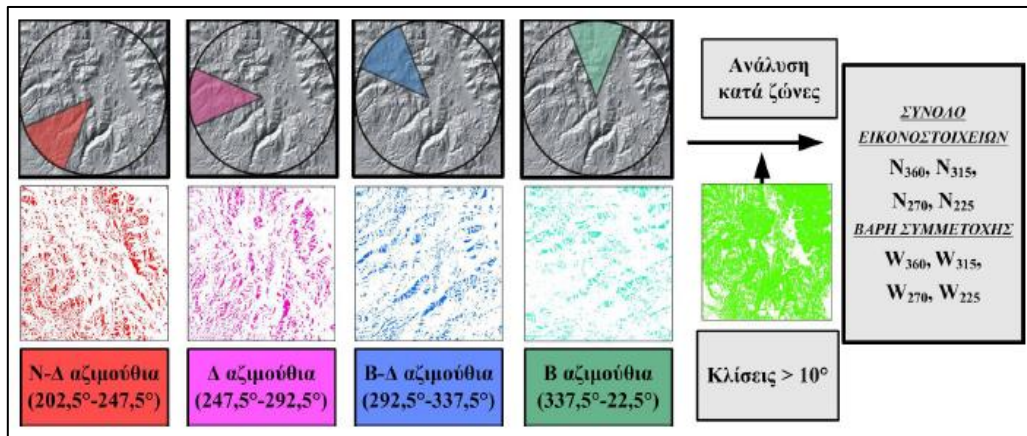 Ανάλυση
κατά ζώνες
ΣΥΝΟΛΟ
ΕΙΚΟΝΟΣΤΟΙΧΕΙΩΝ
N360, N315,
N270, N225
ΒΑΡΗ ΣΥΜΜΕΤΟΧΗΣ
W360, W315,
W270, W225
Ν-Δ αζιμούθια
(202,5°-247,5°)
Δ αζιμούθια
(247,5°-292,5°)
Β-Δ αζιμούθια
(292,5°-337,5°)
Β αζιμούθια
(337,5°-22,5°)
Κλίσεις > 10°